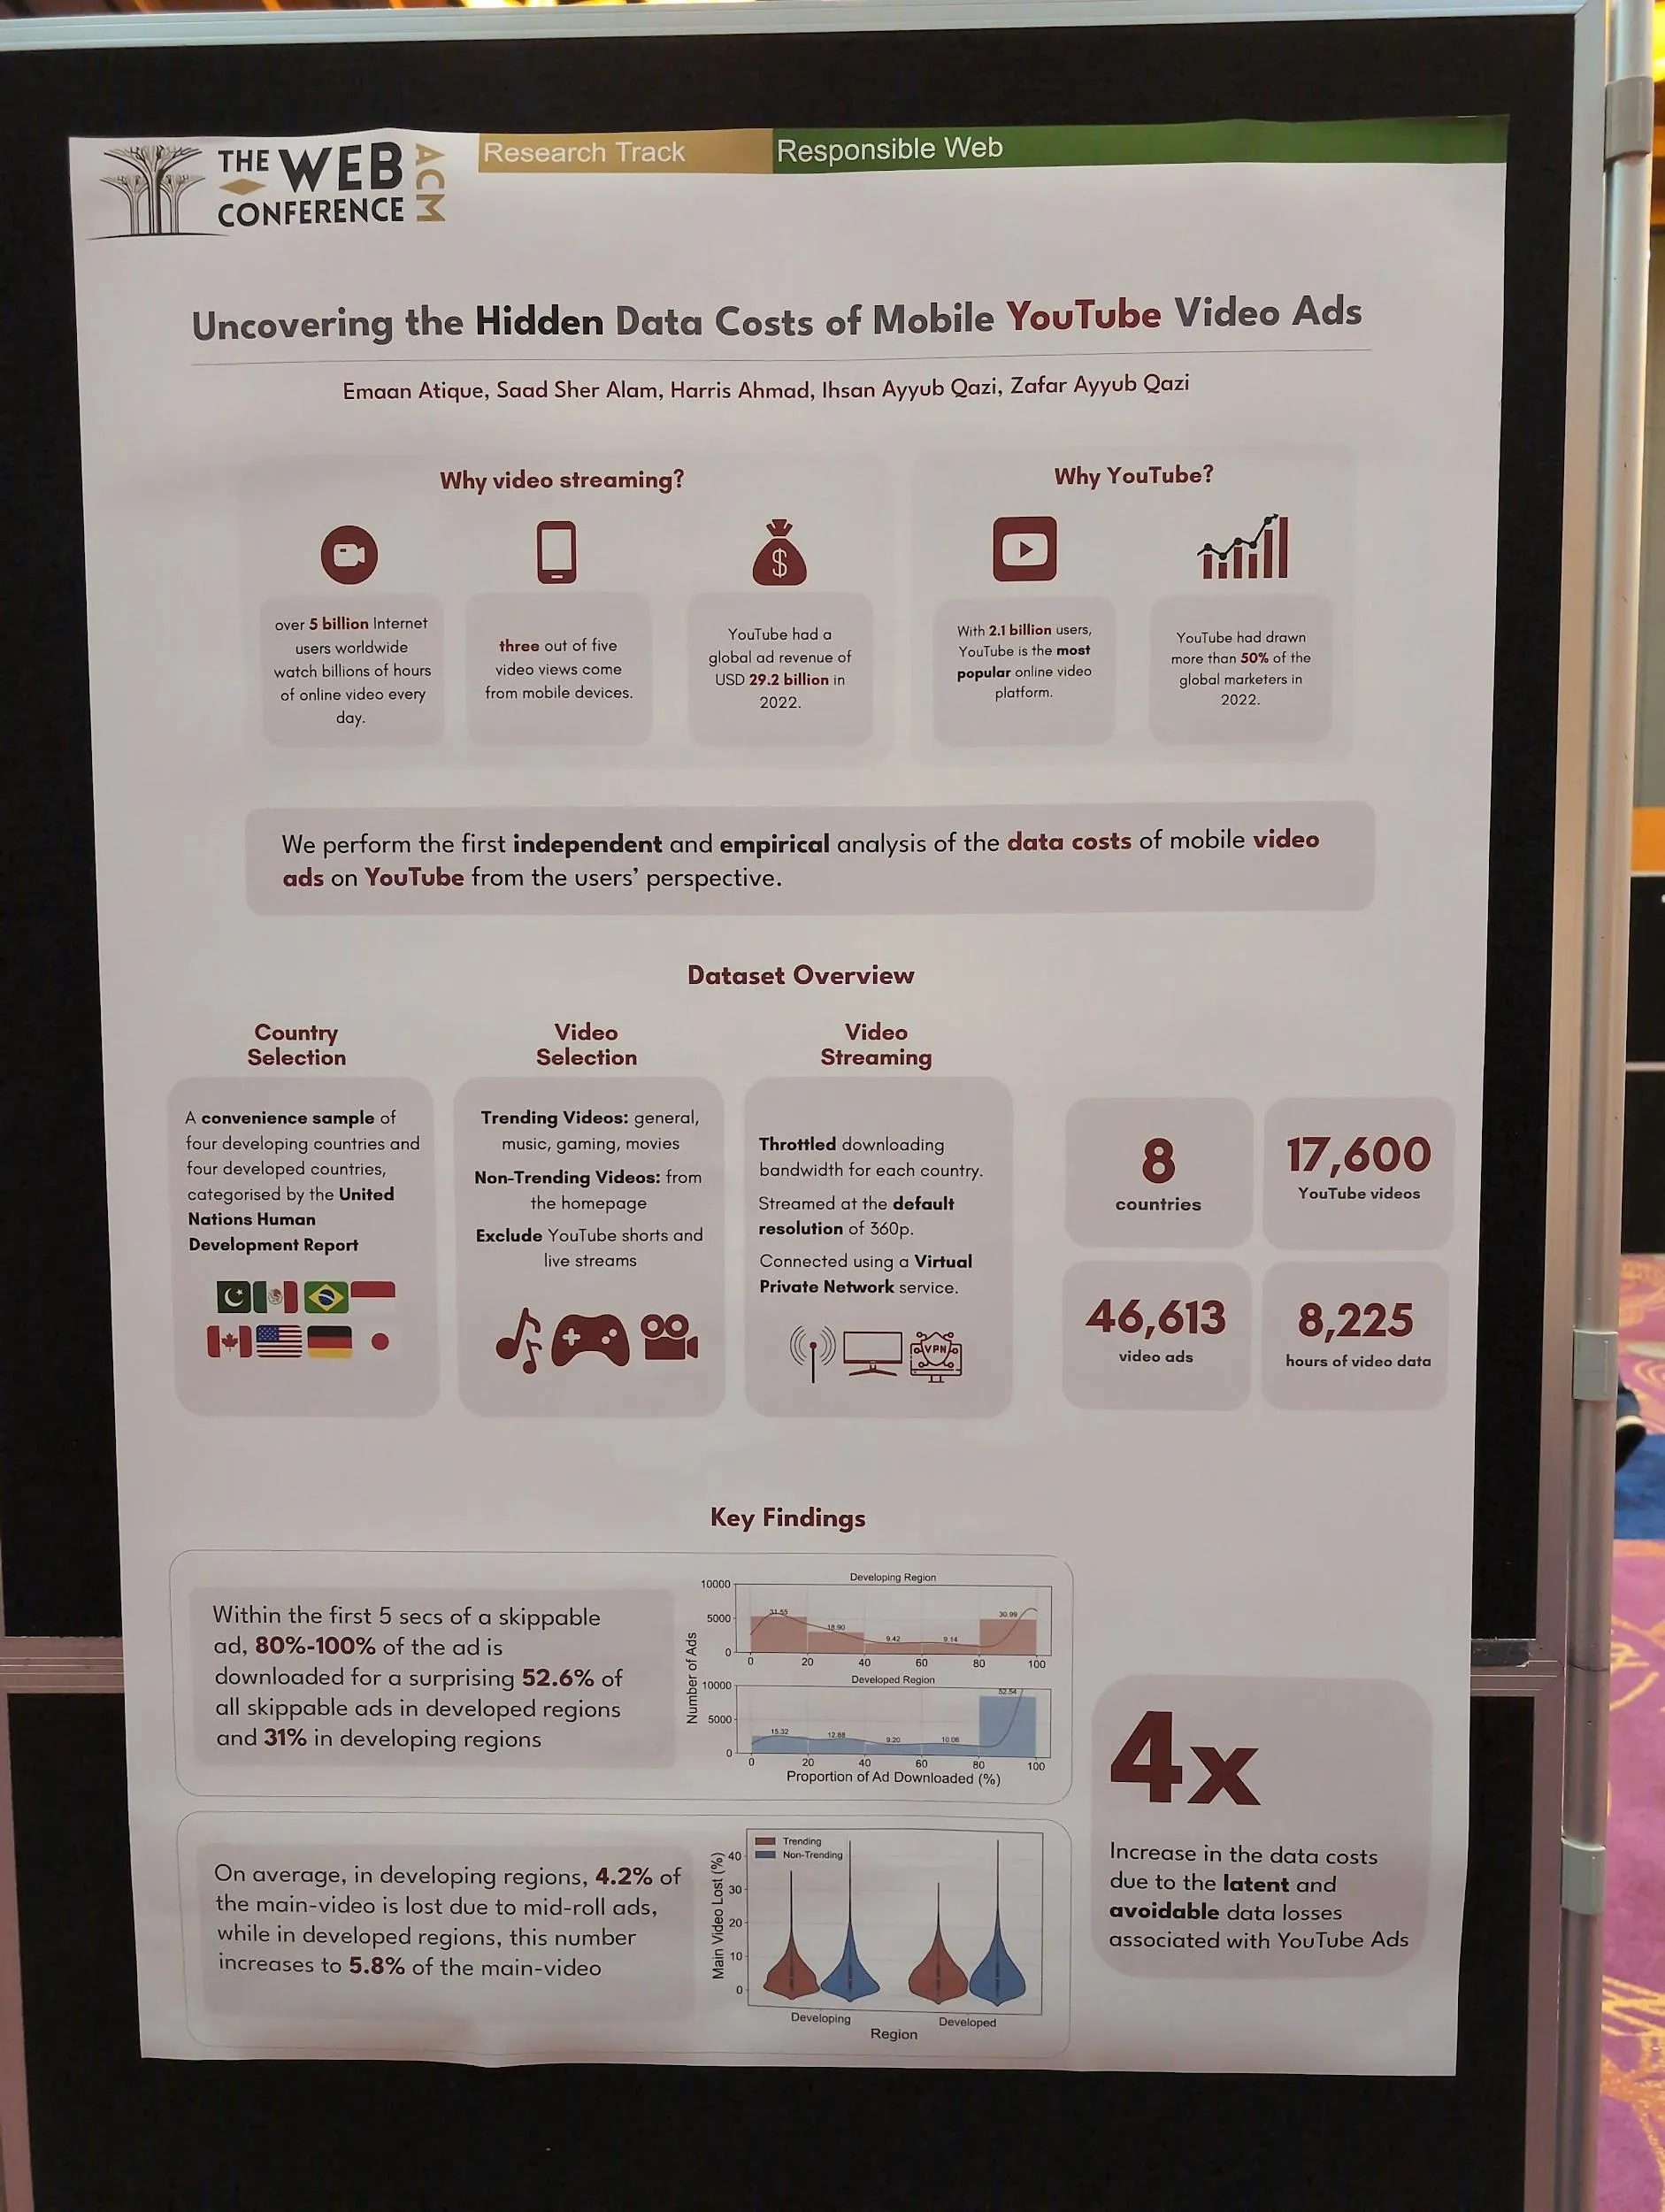 THE WEB
CONFERENCE
ACM
Research Track
Responsible Web
Uncovering the Hidden Data Costs of Mobile YouTube Video Ads
Emaan Atique, Saad Sher Alam, Harris Ahmad, Ihsan Ayyub Qazi, Zafar Ayyub Qazi
Why video streaming?
$
over 5 billion Internet
users worldwide
watch billions of hours
of online video every
day.
three out of five
video views come
from mobile devices.
YouTube had a
global ad revenue of
USD 29.2 billion in
2022.
Why YouTube?
With 2.1 billion users,
YouTube is the most
popular online video
platform.
YouTube had drawn
more than 50% of the
global marketers in
2022.
We perform the first independent and empirical analysis of the data costs of mobile video
ads on YouTube from the users’ perspective.
Dataset Overview
Country
Selection
A convenience sample of
four developing countries and
four developed countries,
categorised by the United
Nations Human
Development Report
Video
Selection
Trending Videos: general,
music, gaming, movies
Non-Trending Videos: from
the homepage
Exclude YouTube shorts and
live streams
Video
Streaming
Throttled downloading
bandwidth for each country.
Streamed at the default
resolution of 360p.
Connected using a Virtual
Private Network service.
VPN
8
countries
17,600
YouTube videos
46,613
video ads
8,225
hours of video data
Key Findings
Within the first 5 secs of a skippable
ad, 80%-100% of the ad is
downloaded for a surprising 52.6% of
all skippable ads in developed regions
and 31% in developing regions
Developing Region
10000
5000
0
31.55
18.90
9.42
9.14
30.99
0 20 40 60 80 100
Number of Ads
Developed Region
10000
5000
0
15.32
12.88
9.20
10.06
52.54
0 20 40 60 80 100
Proportion of Ad Downloaded (%)
On average, in developing regions, 4.2% of
the main-video is lost due to mid-roll ads,
while in developed regions, this number
increases to 5.8% of the main-video
Trending
Non-Trending
Main Video Lost (%)
40
30
20
10
0
Developing
Developed
Region
4x
Increase in the data costs
due to the latent and
avoidable data losses
associated with YouTube Ads